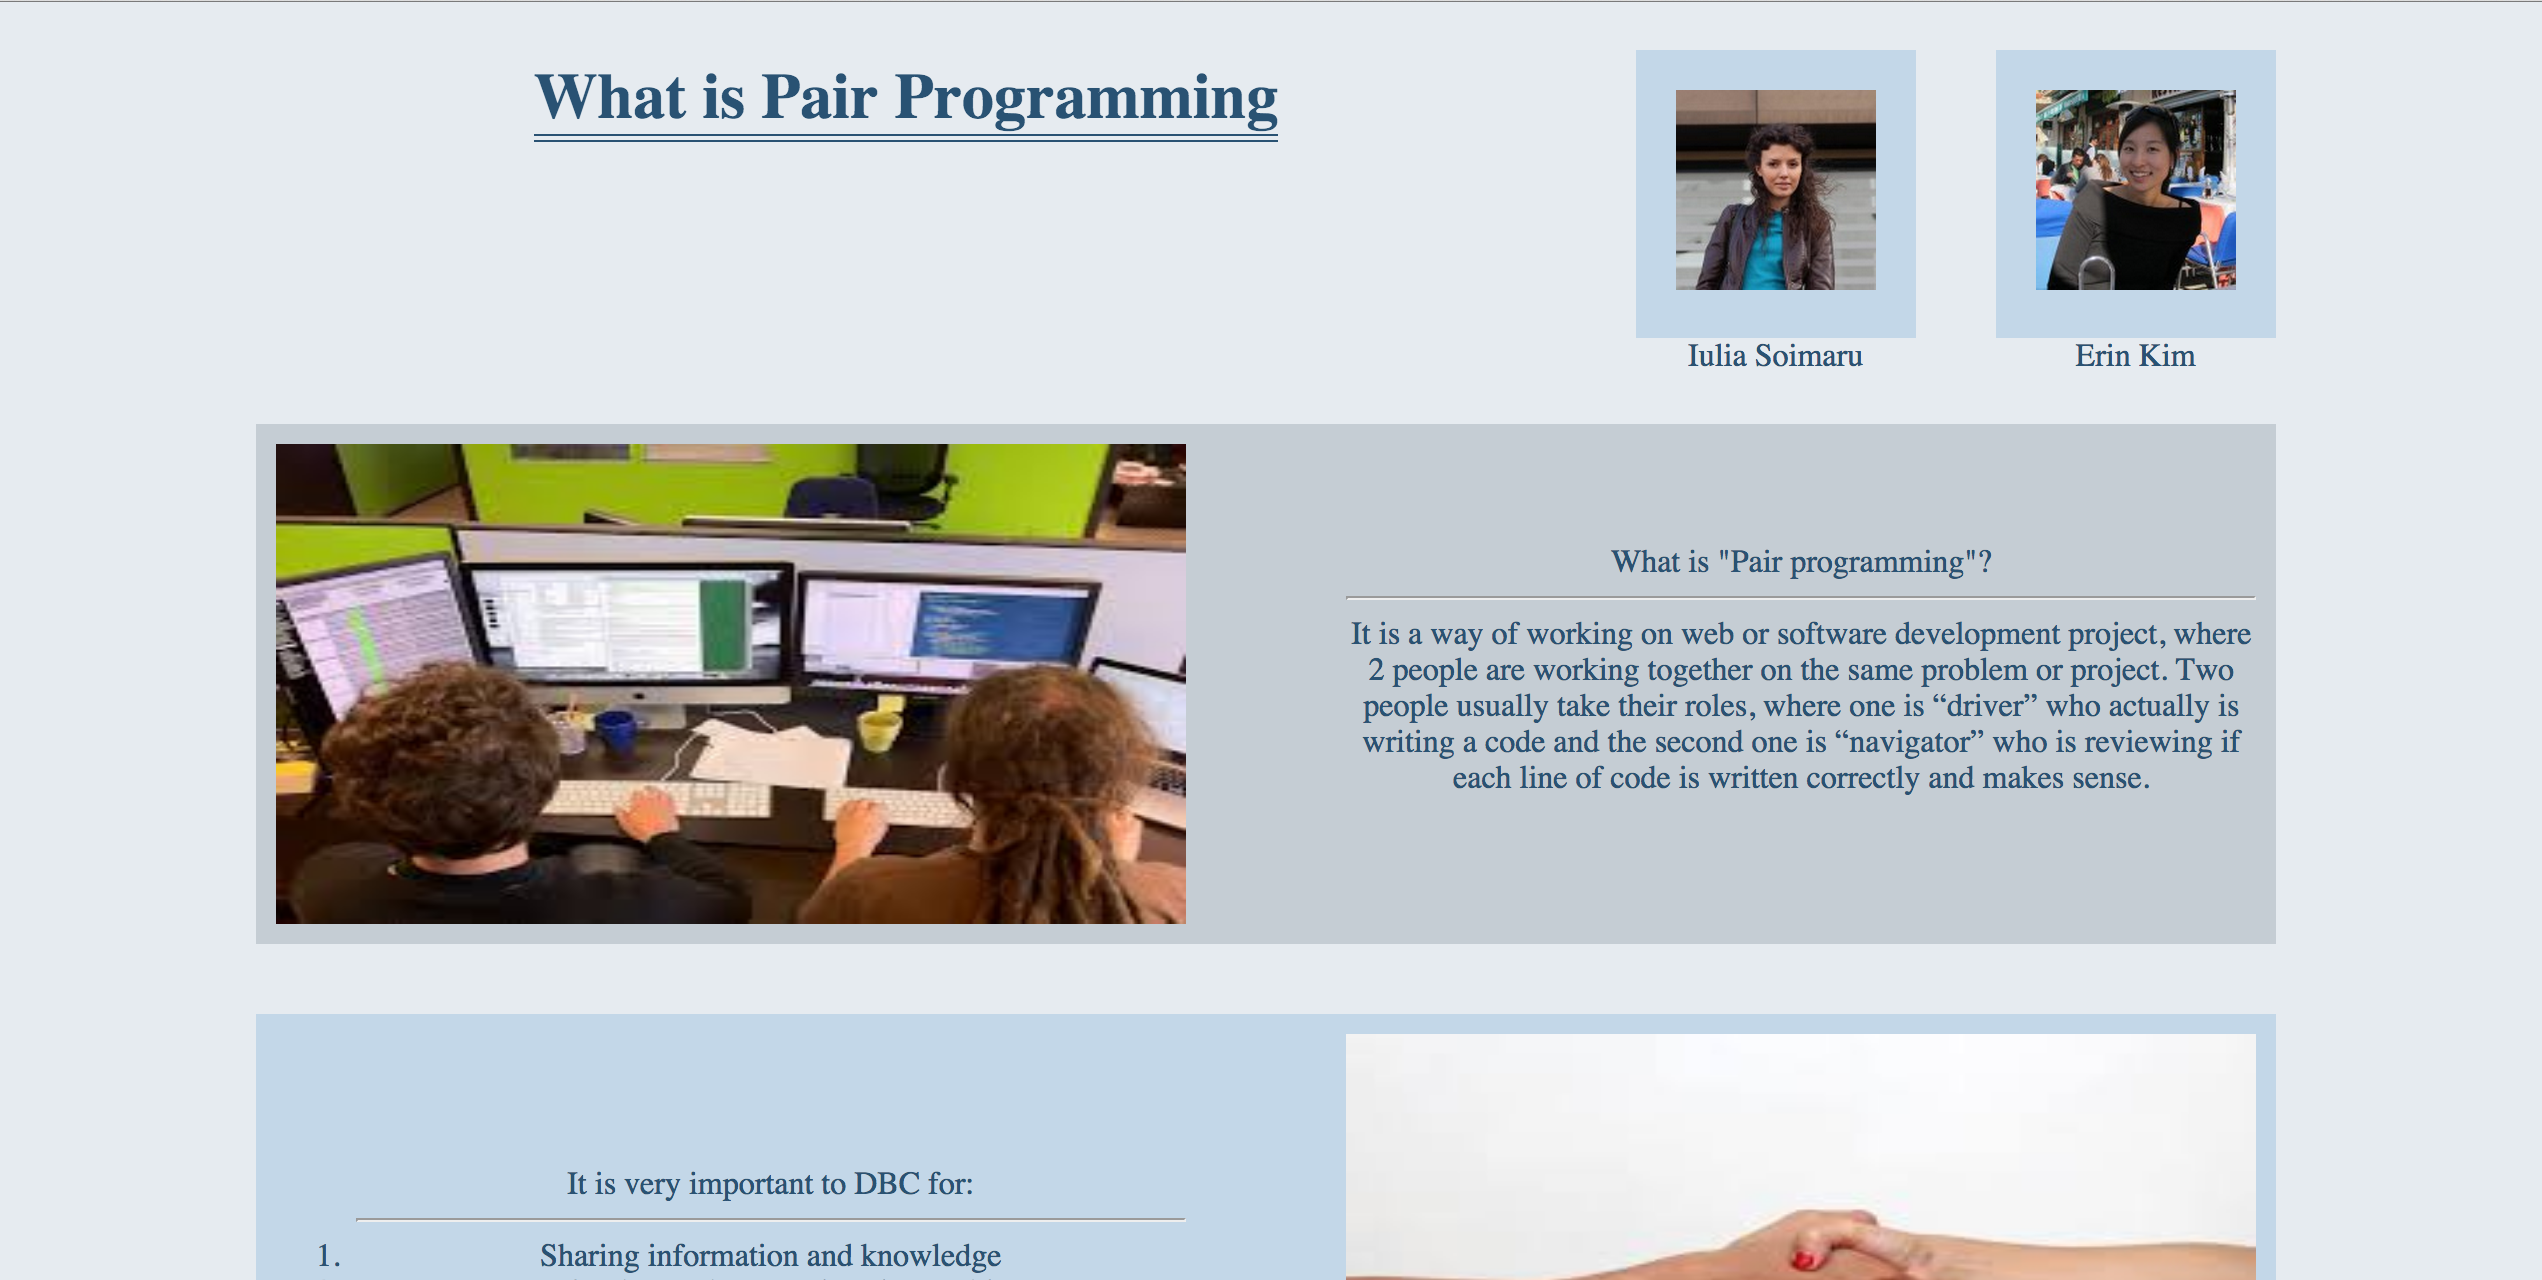 What is Pair Programming
Iulia Soimaru
Erin Kim
What is "Pair programming"?
It is a way of working on web or software development project, where
2 people are working together on the same problem or project. Two
people usually take their roles, where one is “driver” who actually is
writing a code and the second one is “navigator” who is reviewing if
each line of code is written correctly and makes sense.
It is very important to DBC for:
1. Sharing information and knowledge